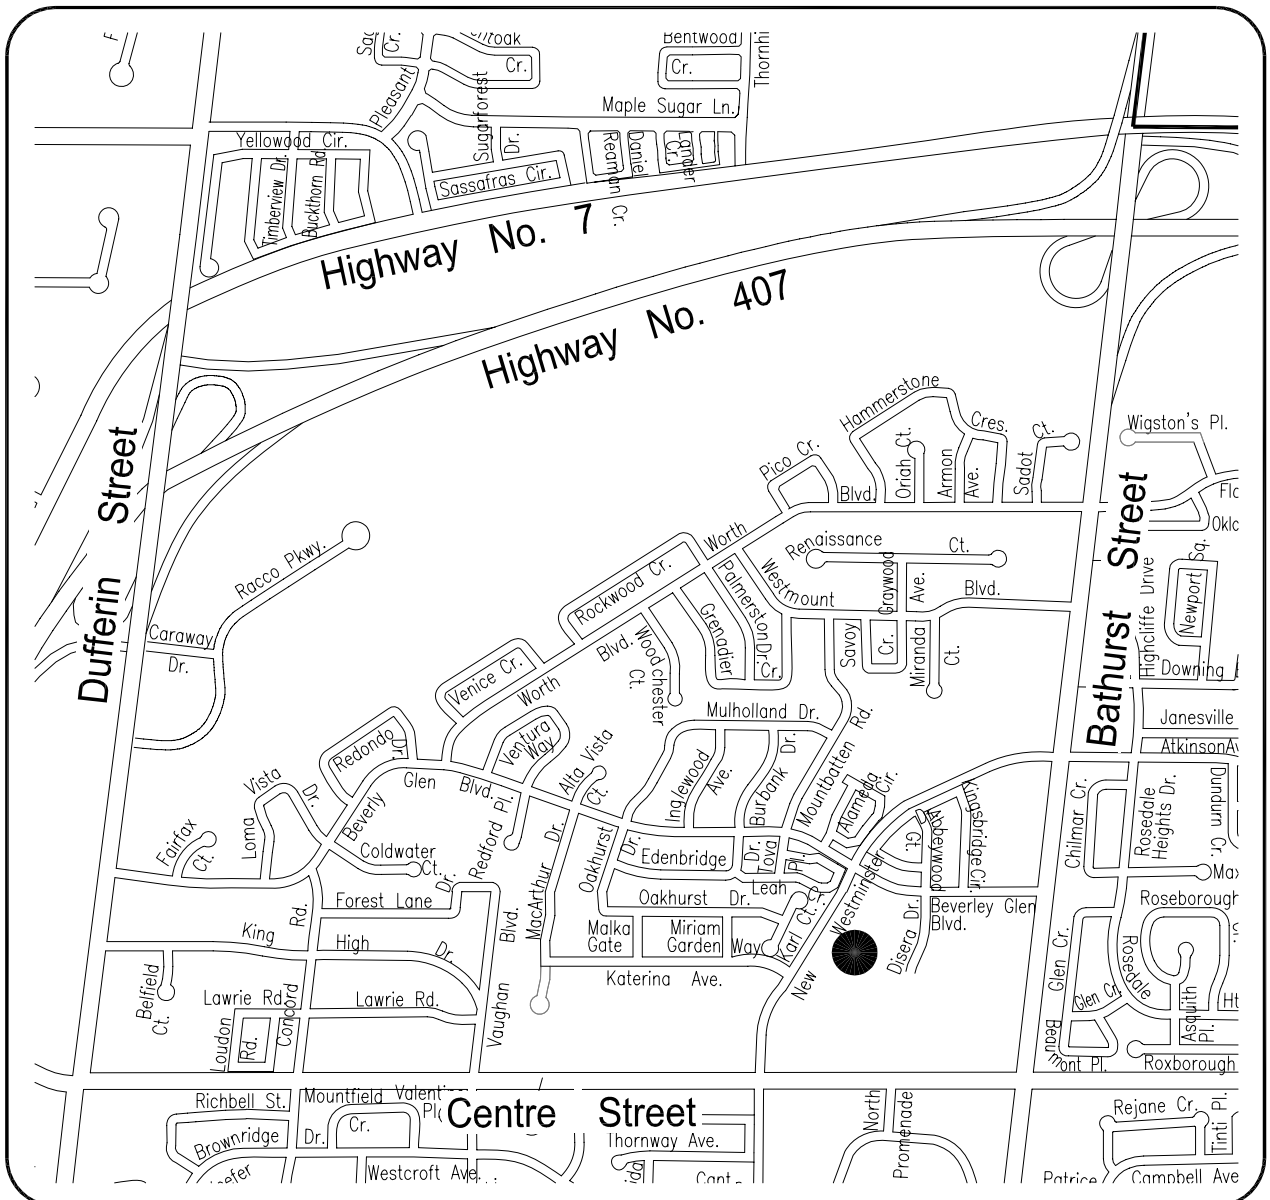 Cr.
Cr.
Bentwood
Cr.
Pleasant
Sugarforest
Dr.
Maple Sugar Ln.
Yellowood Cir.
Timberview Dr.
Buckthorn Rd
Sassafras Cir.
Reaman Cr.
Daniel
Lander
Cr.
Highway No. 7
Highway No. 407
Dufferin Street
Bathurst Street
Centre Street
Hammerstone
Cres.
Ct.
Sadot
Pico Cr.
Blvd.
Oriah Ct.
Armon
Ave.
Wigston's Pl.
Racco Pkwy.
Worth
Renaissance
Ct.
Westmount
Graywood
Ave.
Blvd.
Highcliffe Drive
Newport Sq.
Rockwood Cr.
Palmerston Dr.
Grenadier
Cr.
Caraway
Dr.
Blvd.
Woodchester
Ct.
Savoy
Cr.
Miranda
Ct.
Downing
Venice Cr.
Worth
Mulholland Dr.
Janesville
Atkinson Av
Redondo
Dr.
Ventura
Way
Alta Vista
Ct.
Glen
Blvd.
Inglewood
Ave.
Burbank
Dr.
Mountbatten
Rd.
Alameda
Cir.
Vista
Dr.
Loma
Beverly
Fairfax
Ct.
Coldwater
Ct.
Redford Pl.
MacArthur
Dr.
Oakhurst
Dr.
Edenbridge
Dr.
Tova
Pl.
Leah
Abbeywood
Gt.
Kingsbridge Cir.
Chilmar Cr.
Rosedale
Heights Dr.
Dundurn Cr.
Forest Lane
Dr.
Oakhurst Dr.
Westminster
New
Beverley Glen
Blvd.
Roseborough
King
Rd.
High
Dr.
Blvd.
Malka
Gate
Miriam
Garden
Way
Karl Ct.
Disera Dr.
Katerina Ave.
Glen Cr.
Rosedale
Belfield
Ct.
Lawrie Rd.
Concord
Lawrie Rd.
Vaughan
Glen Cr.
Asquith
Pl.
Loudon
Rd.
Beaumont Pl.
Roxborough
Richbell St.
Mountfield
Cr.
Brownridge
Dr.
Westcroft Ave.
Thornway Ave.
North
Promenade
Rejane Cr.
Tinti Pl.
Patrice
Campbell Ave